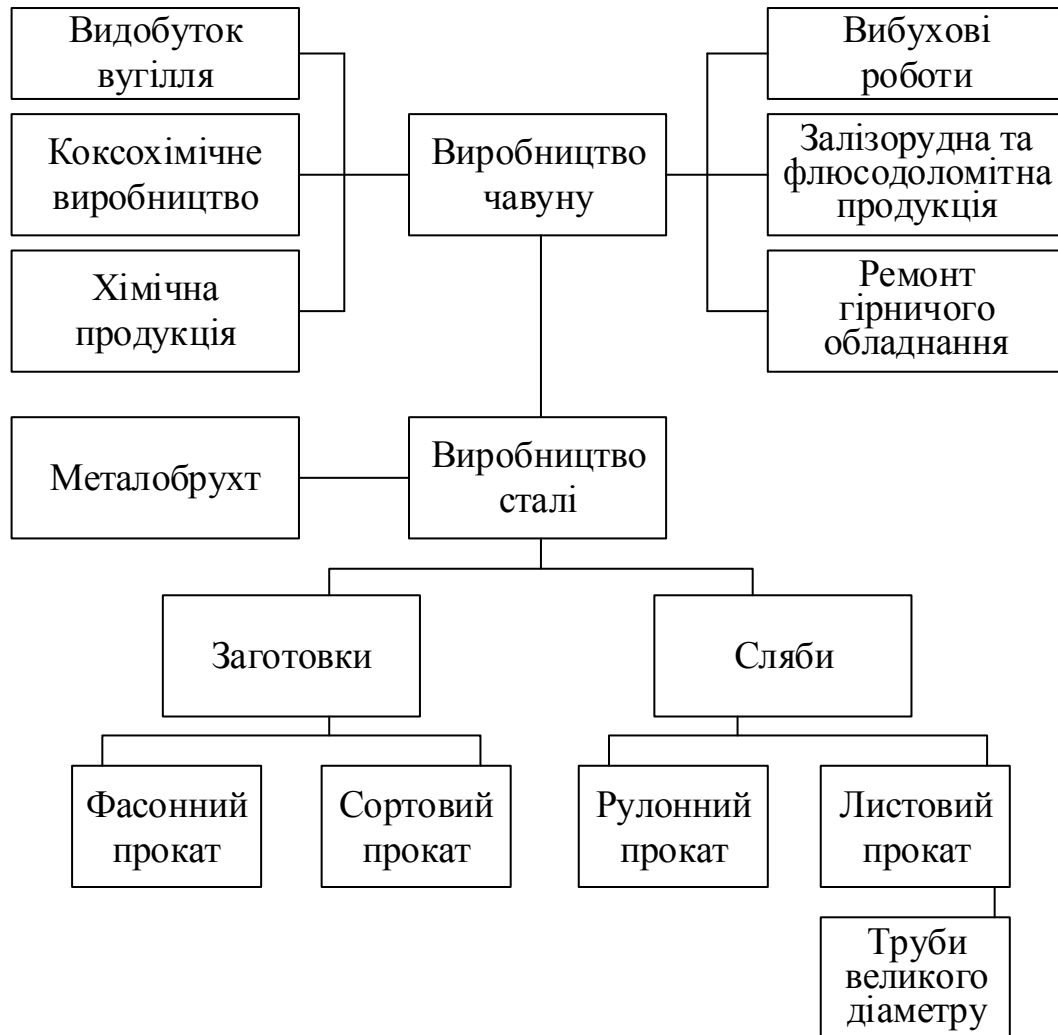 Видобуток
вугілля
Вибухові
роботи
Коксохімічне
виробництво
Виробництво
чавуну
Залізорудна та
флюсодоломітна
продукція
Хімічна
продукція
Ремонт
гірничого
обладнання
Металобрухт
Виробництво
сталі
Заготовки
Сляби
Фасонний
прокат
Сортовий
прокат
Рулонний
прокат
Листовий
прокат
Труби
великого
діаметру